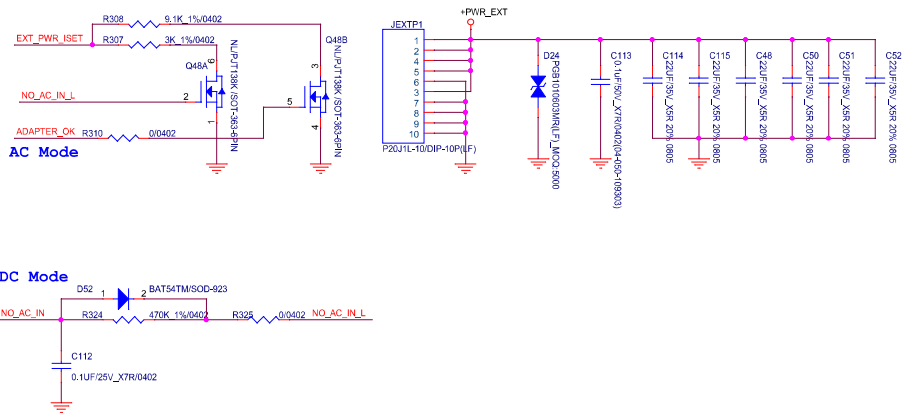 R308 9.1K_1%/0402
EXT_PWR_ISET
R307 3K_1%/0402
6
Q48A
NL/PJT138K /SOT-363-6PIN
NO_AC_IN_L
2
1
Q48B
3
NL/PJT138K /SOT-363-6PIN
5
4
ADAPTER_OK
R310 0/0402
AC Mode
+PWR_EXT
JEXTP1
1
2
4
5
6
3
7
8
9
10
P20J1L-10/DIP-10P(LF)
D24
PGB1010603MR(LF)_MOQ:5000
C113
0.1uF/50V_X7R/0402(04-050-109303)
C114
22UF/35V_X5R 20% 0805
C115
22UF/35V_X5R 20% 0805
C48
22UF/35V_X5R 20% 0805
C50
22UF/35V_X5R 20% 0805
C51
22UF/35V_X5R 20% 0805
C52
22UF/35V_X5R 20% 0805
DC Mode
D52 1 2 BAT54TM/SOD-923
NO_AC_IN
R324 470K_1%/0402
R325 0/0402
NO_AC_IN_L
C112
0.1UF/25V_X7R/0402